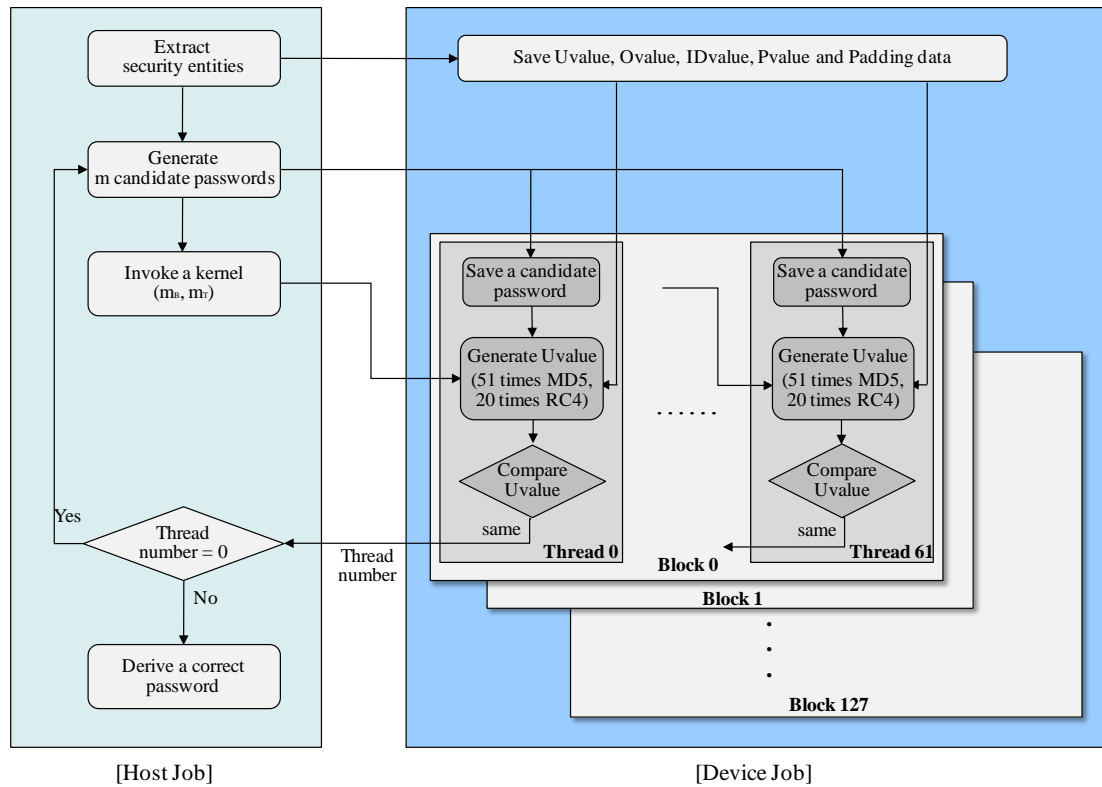 Extract
security entities
Save Uvalue, Ovalue, IDvalue, Pvalue and Padding data
Generate
m candidate passwords
Invoke a kernel
(mB, mT)
Save a candidate
password
Generate Uvalue
(51 times MD5,
20 times RC4)
Compare
Uvalue
same
Thread 0
......
Save a candidate
password
Generate Uvalue
(51 times MD5,
20 times RC4)
Compare
Uvalue
same
Thread 61
Block 0
Block 1
Block 127
Yes
Thread
number = 0
Thread
number
No
Derive a correct
password
[Host Job]
[Device Job]